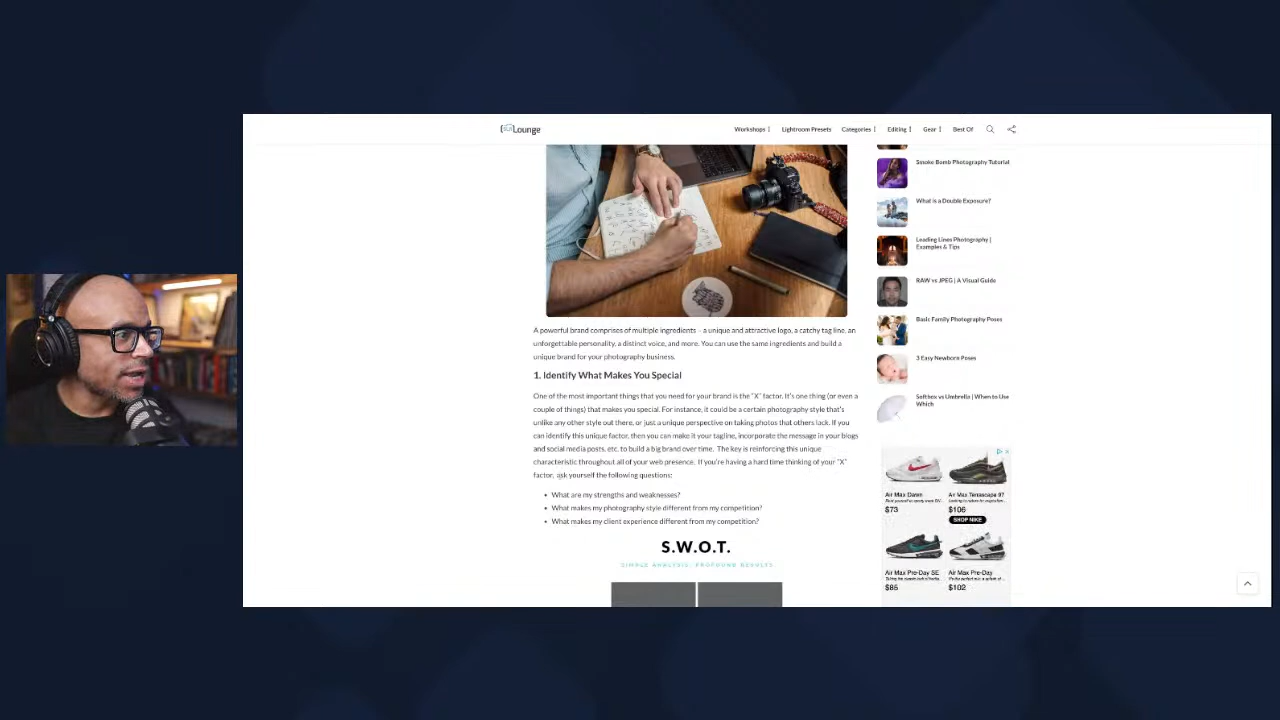 SLR Lounge
Workshops
Lightroom Presets
Categories
Editing
Gear
Best Of
A powerful brand comprises of multiple ingredients – a unique and attractive logo, a catchy tag line, an
unforgettable personality, a distinct voice, and more. You can use the same ingredients and build a
unique brand for your photography business.
1. Identify What Makes You Special
One of the most important things that you need for your brand is the "X" factor. It's one thing (or even a
couple of things) that makes you special. For instance, it could be a certain photography style that's
unlike any other style out there, or just a unique perspective on taking photos that others lack. If you
can identify this unique factor, then you can make it your tagline, incorporate the message in your blogs
and social media posts, etc. to build a big brand over time. The key is reinforcing this unique
characteristic throughout all of your web presence. If you're having a hard time thinking of your "X"
factor, ask yourself the following questions:
• What are my strengths and weaknesses?
• What makes my photography style different from my competition?
• What makes my client experience different from my competition?
S.W.O.T.
SIMPLE ANALYSIS, PROFOUND RESULTS
Smoke Bomb Photography Tutorial
What is a Double Exposure?
Leading Lines Photography |
Examples & Tips
RAW vs JPEG | A Visual Guide
Basic Family Photography Poses
3 Easy Newborn Poses
Softbox vs Umbrella | When to Use
Which
Air Max Dawn
$73
Air Max Terrascape 97
$106
SHOP NIKE
Air Max Pre-Day SE
$85
Air Max Pre-Day
$102